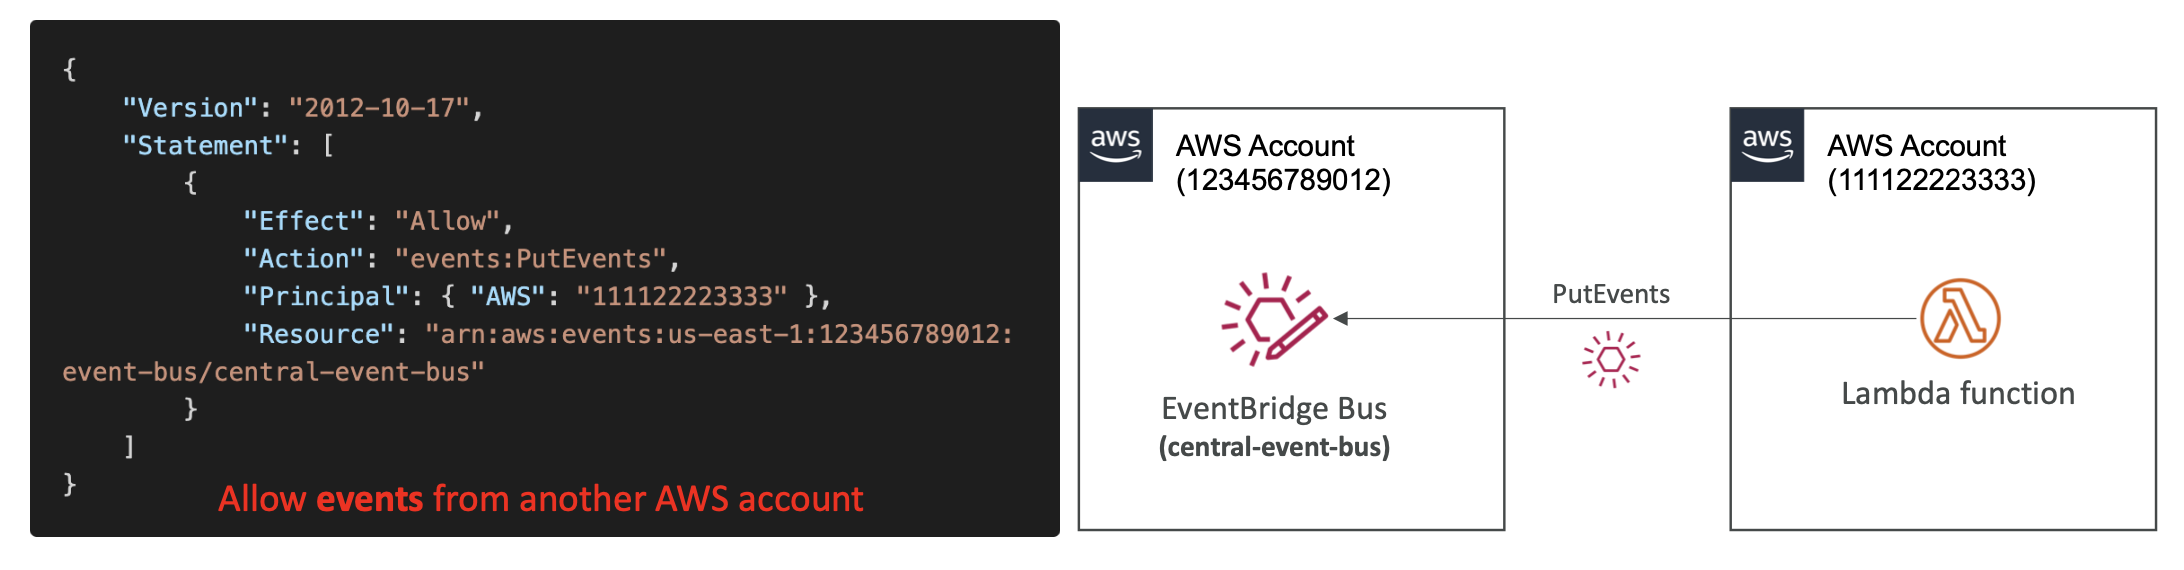 {
    "Version": "2012-10-17",
    "Statement": [
        {
            "Effect": "Allow",
            "Action": "events:PutEvents",
            "Principal": { "AWS": "111122223333" },
            "Resource": "arn:aws:events:us-east-1:123456789012:
event-bus/central-event-bus"
        }
    ]
}
Allow events from another AWS account
aws
AWS Account
(123456789012)
EventBridge Bus
(central-event-bus)
PutEvents
aws
AWS Account
(111122223333)
Lambda function